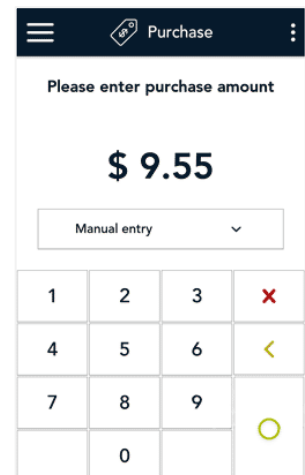 Purchase
Please enter purchase amount
$ 9.55
Manual entry
1 2 3
4 5 6
7 8 9
0